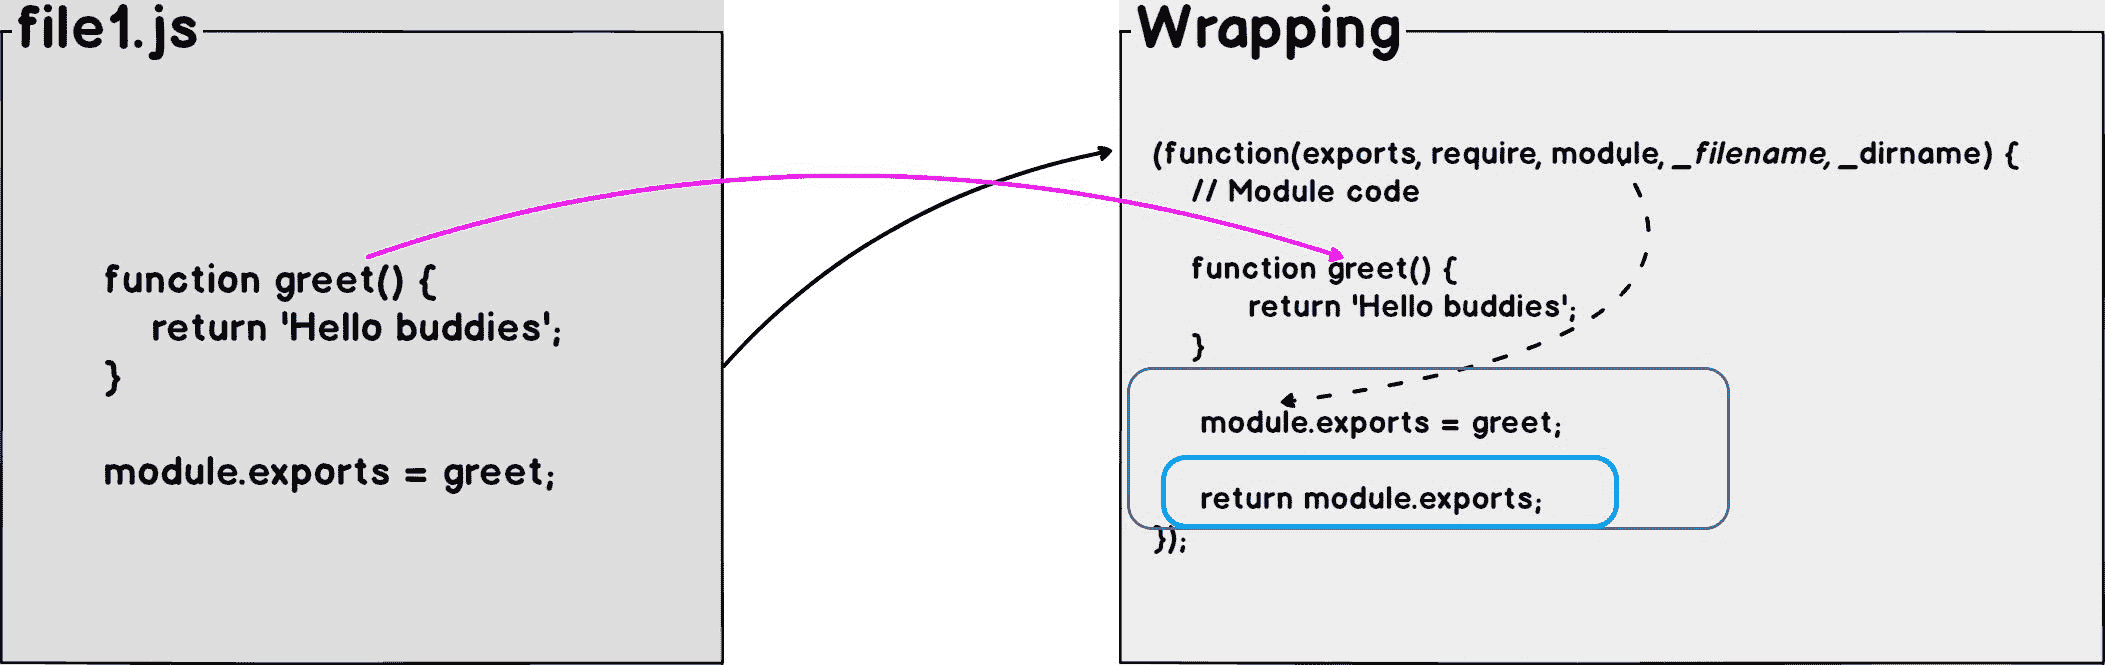 file1.js
function greet() {
return 'Hello buddies';
}
module.exports = greet;
Wrapping
(function(exports, require, module, _filename, _dirname) {
// Module code
function greet() {
return 'Hello buddies';
}
module.exports = greet;
return module.exports;
});